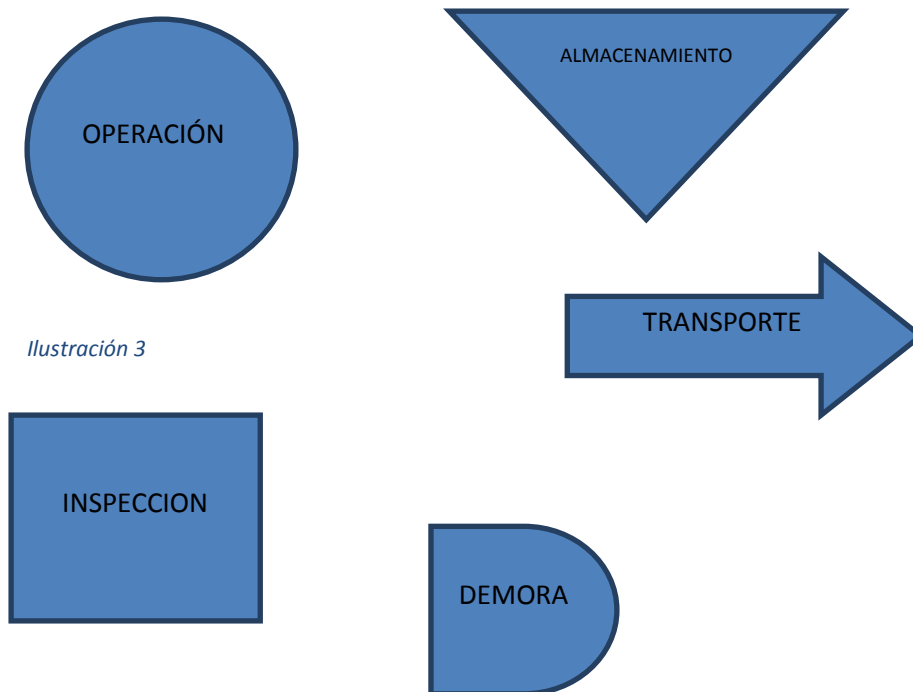 ALMACENAMIENTO
OPERACIÓN
TRANSPORTE
Ilustración 3
INSPECCION
DEMORA